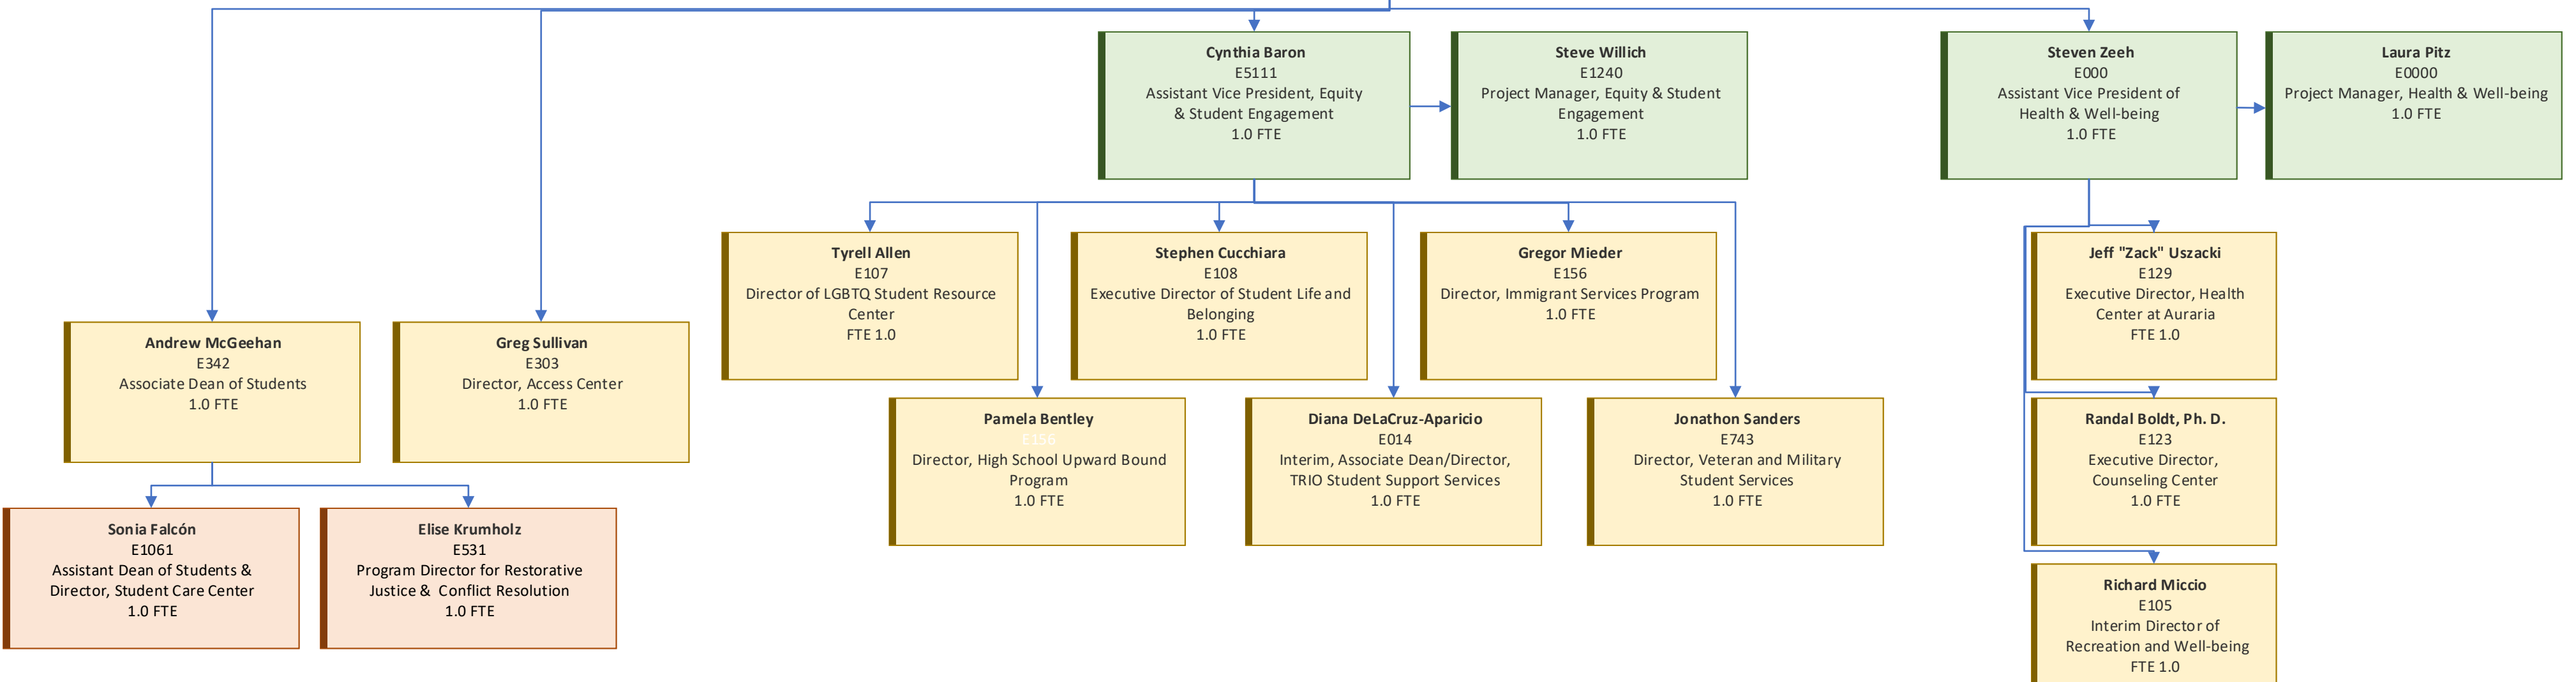 Cynthia Baron
E5111
Assistant Vice President, Equity
& Student Engagement
1.0 FTE
Steve Willich
E1240
Project Manager, Equity & Student
Engagement
1.0 FTE
Steven Zeeh
E000
Assistant Vice President of
Health & Well-being
1.0 FTE
Laura Pitz
E0000
Project Manager, Health & Well-being
1.0 FTE
Tyrell Allen
E107
Director of LGBTQ Student Resource
Center
FTE 1.0
Stephen Cucchiara
E108
Executive Director of Student Life and
Belonging
1.0 FTE
Gregor Mieder
E156
Director, Immigrant Services Program
1.0 FTE
Jeff "Zack" Uszacki
E129
Executive Director, Health
Center at Auraria
FTE 1.0
Andrew McGeehan
E342
Associate Dean of Students
1.0 FTE
Greg Sullivan
E303
Director, Access Center
1.0 FTE
Pamela Bentley
E156
Director, High School Upward Bound
Program
1.0 FTE
Diana DeLaCruz-Aparicio
E014
Interim, Associate Dean/Director,
TRIO Student Support Services
1.0 FTE
Jonathon Sanders
E743
Director, Veteran and Military
Student Services
1.0 FTE
Randal Boldt, Ph. D.
E123
Executive Director,
Counseling Center
1.0 FTE
Sonia Falcón
E1061
Assistant Dean of Students &
Director, Student Care Center
1.0 FTE
Elise Krumholz
E531
Program Director for Restorative
Justice &  Conflict Resolution
1.0 FTE
Richard Miccio
E105
Interim Director of
Recreation and Well-being
FTE 1.0